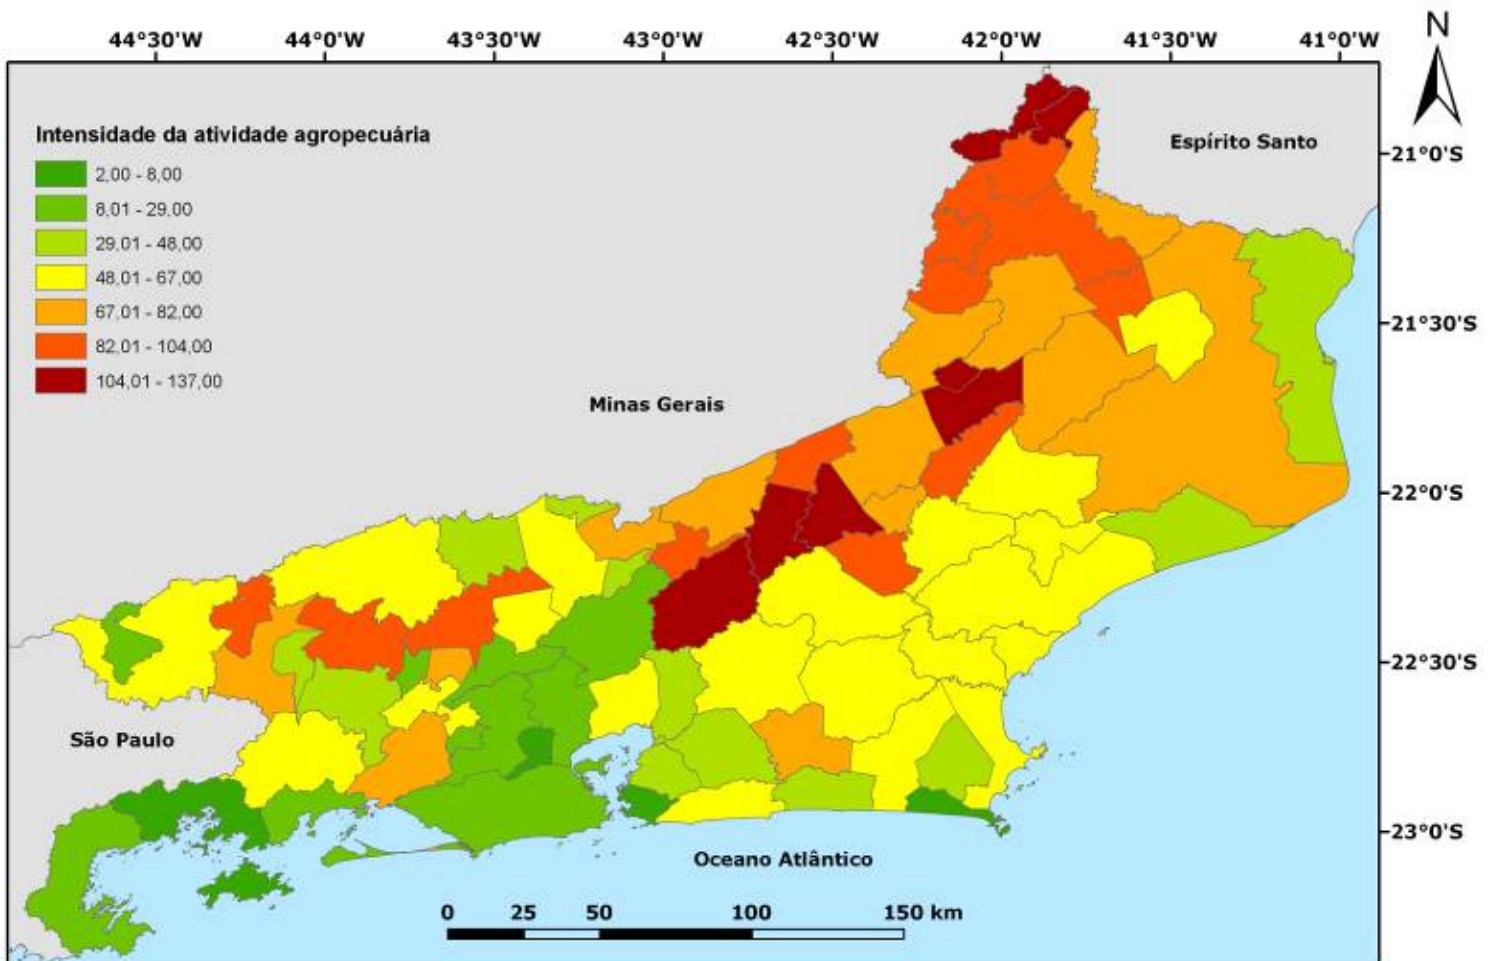 N
44°30'W 44°0'W 43°30'W 43°0'W 42°30'W 42°0'W 41°30'W 41°0'W
Intensidade da atividade agropecuária
2,00 - 8,00
8,01 - 29,00
29,01 - 48,00
48,01 - 67,00
67,01 - 82,00
82,01 - 104,00
104,01 - 137,00
Espírito Santo
21°0'S
21°30'S
Minas Gerais
22°0'S
22°30'S
São Paulo
23°0'S
Oceano Atlântico
0 25 50 100 150 km